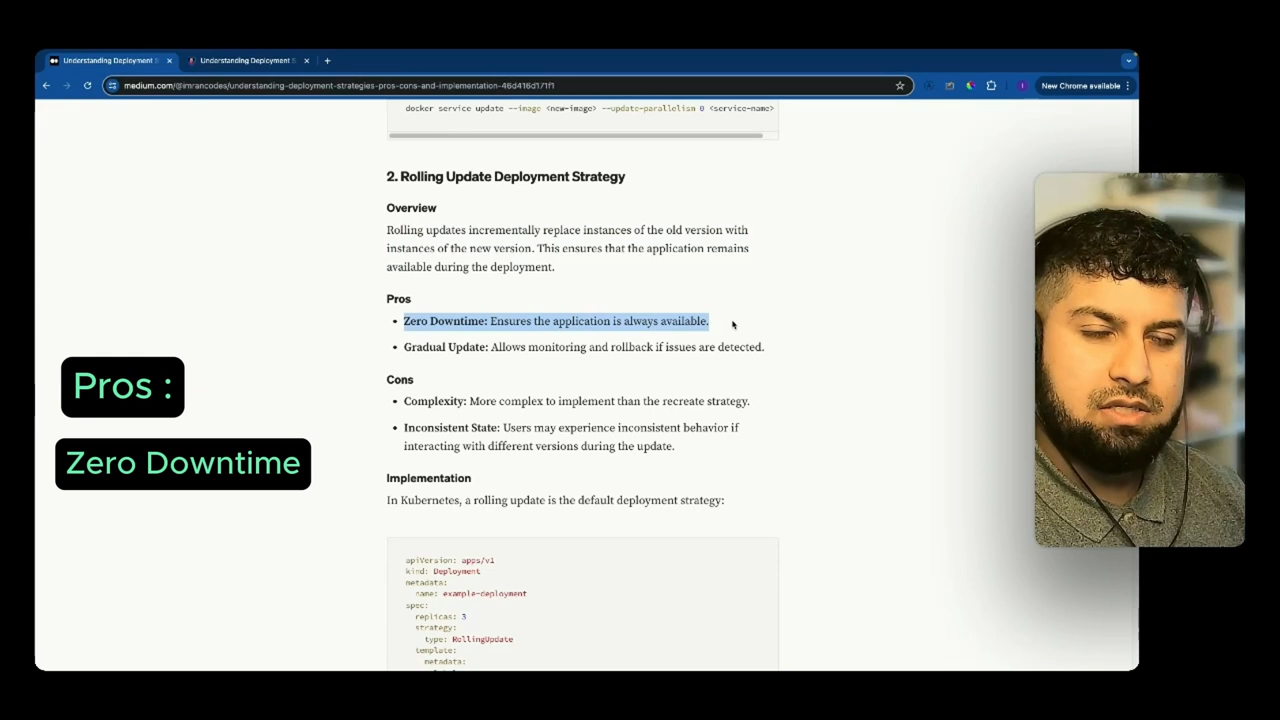 Understanding Deployment S
Understanding Deployment S
medium.com/@imrancodes/understanding-deployment-strategies-pros-cons-and-implementation-46d416d171f1
New Chrome available
docker service update --image <new-image> --update-parallelism 0 <service-name>
2. Rolling Update Deployment Strategy
Overview
Rolling updates incrementally replace instances of the old version with
instances of the new version. This ensures that the application remains
available during the deployment.
Pros
• Zero Downtime: Ensures the application is always available.
• Gradual Update: Allows monitoring and rollback if issues are detected.
Cons
• Complexity: More complex to implement than the recreate strategy.
• Inconsistent State: Users may experience inconsistent behavior if
interacting with different versions during the update.
Implementation
In Kubernetes, a rolling update is the default deployment strategy:
apiVersion: apps/v1
kind: Deployment
metadata:
name: example-deployment
spec:
replicas: 3
strategy:
type: RollingUpdate
template:
metadata:
Pros :
Zero Downtime